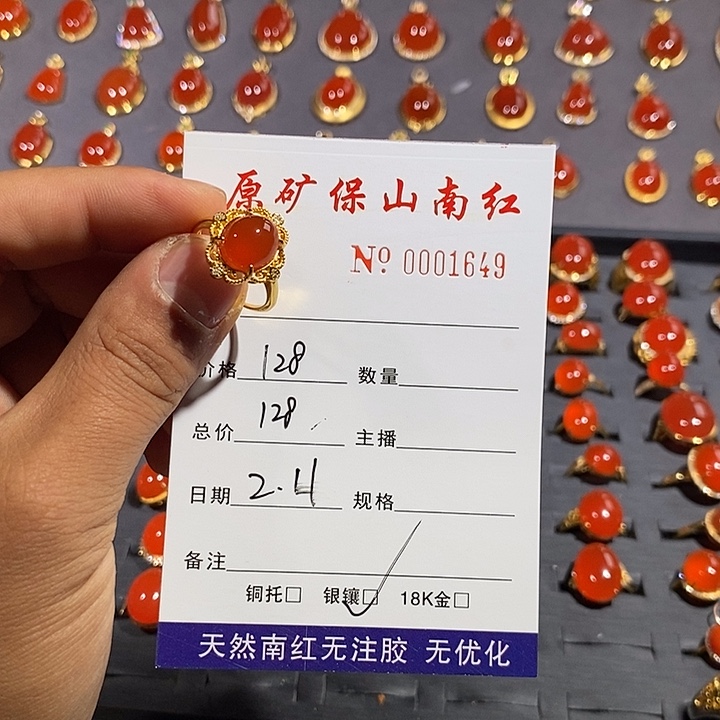 原矿保山南红
No 0001649
价格 128 数量
总价 128 主播
日期 2.4 规格
备注
铜托□ 银镶□ 18K金□
天然南红无注胶 无优化